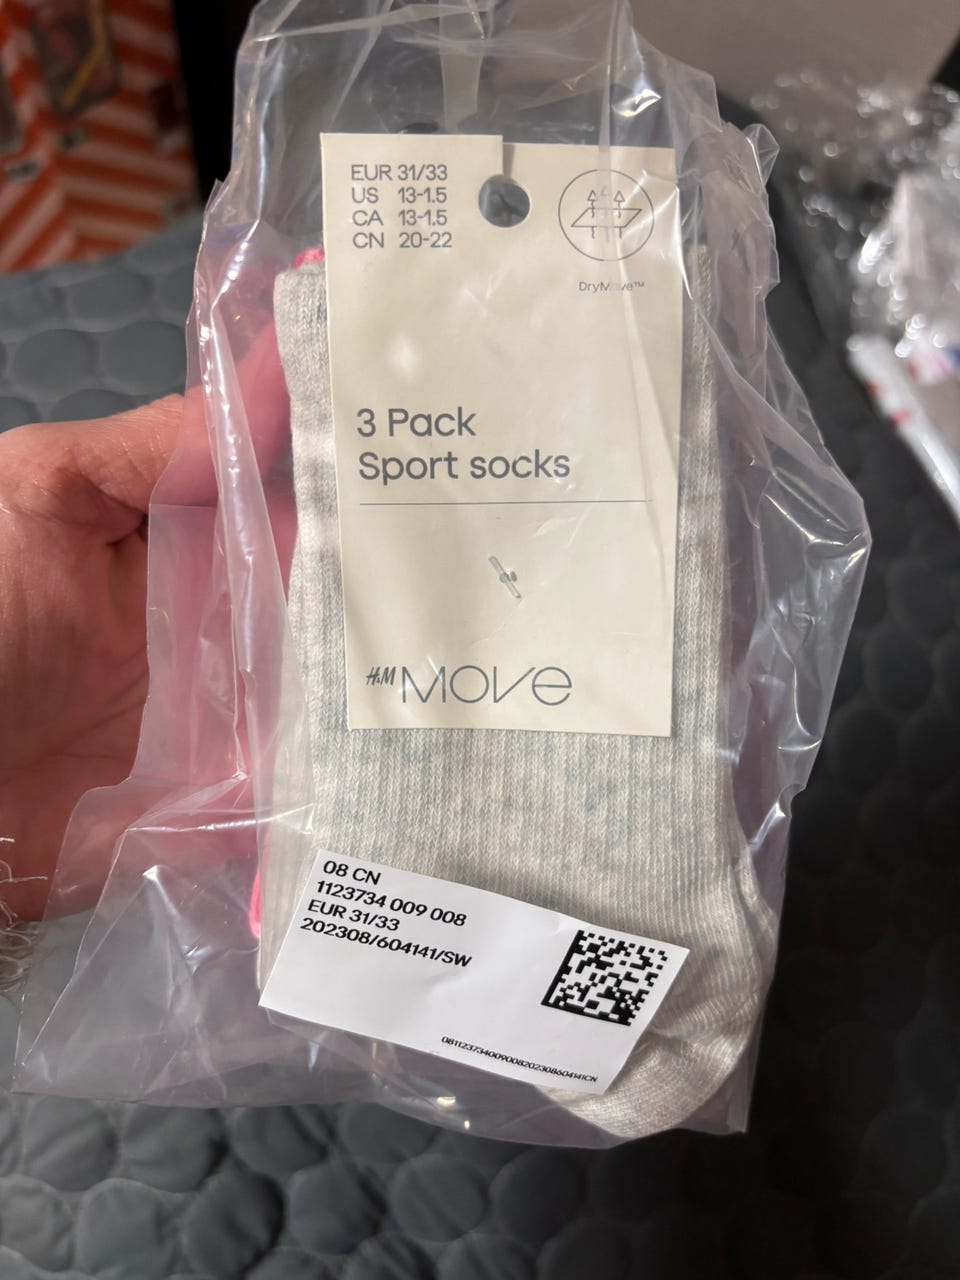 EUR 31/33
US 13-1.5
CA 13-1.5
CN 20-22
DryMove™
3 Pack
Sport socks
H&M MOVE
08 CN
1123734 009 008
EUR 31/33
202308/604141/SW
081123734009008202308604141CN